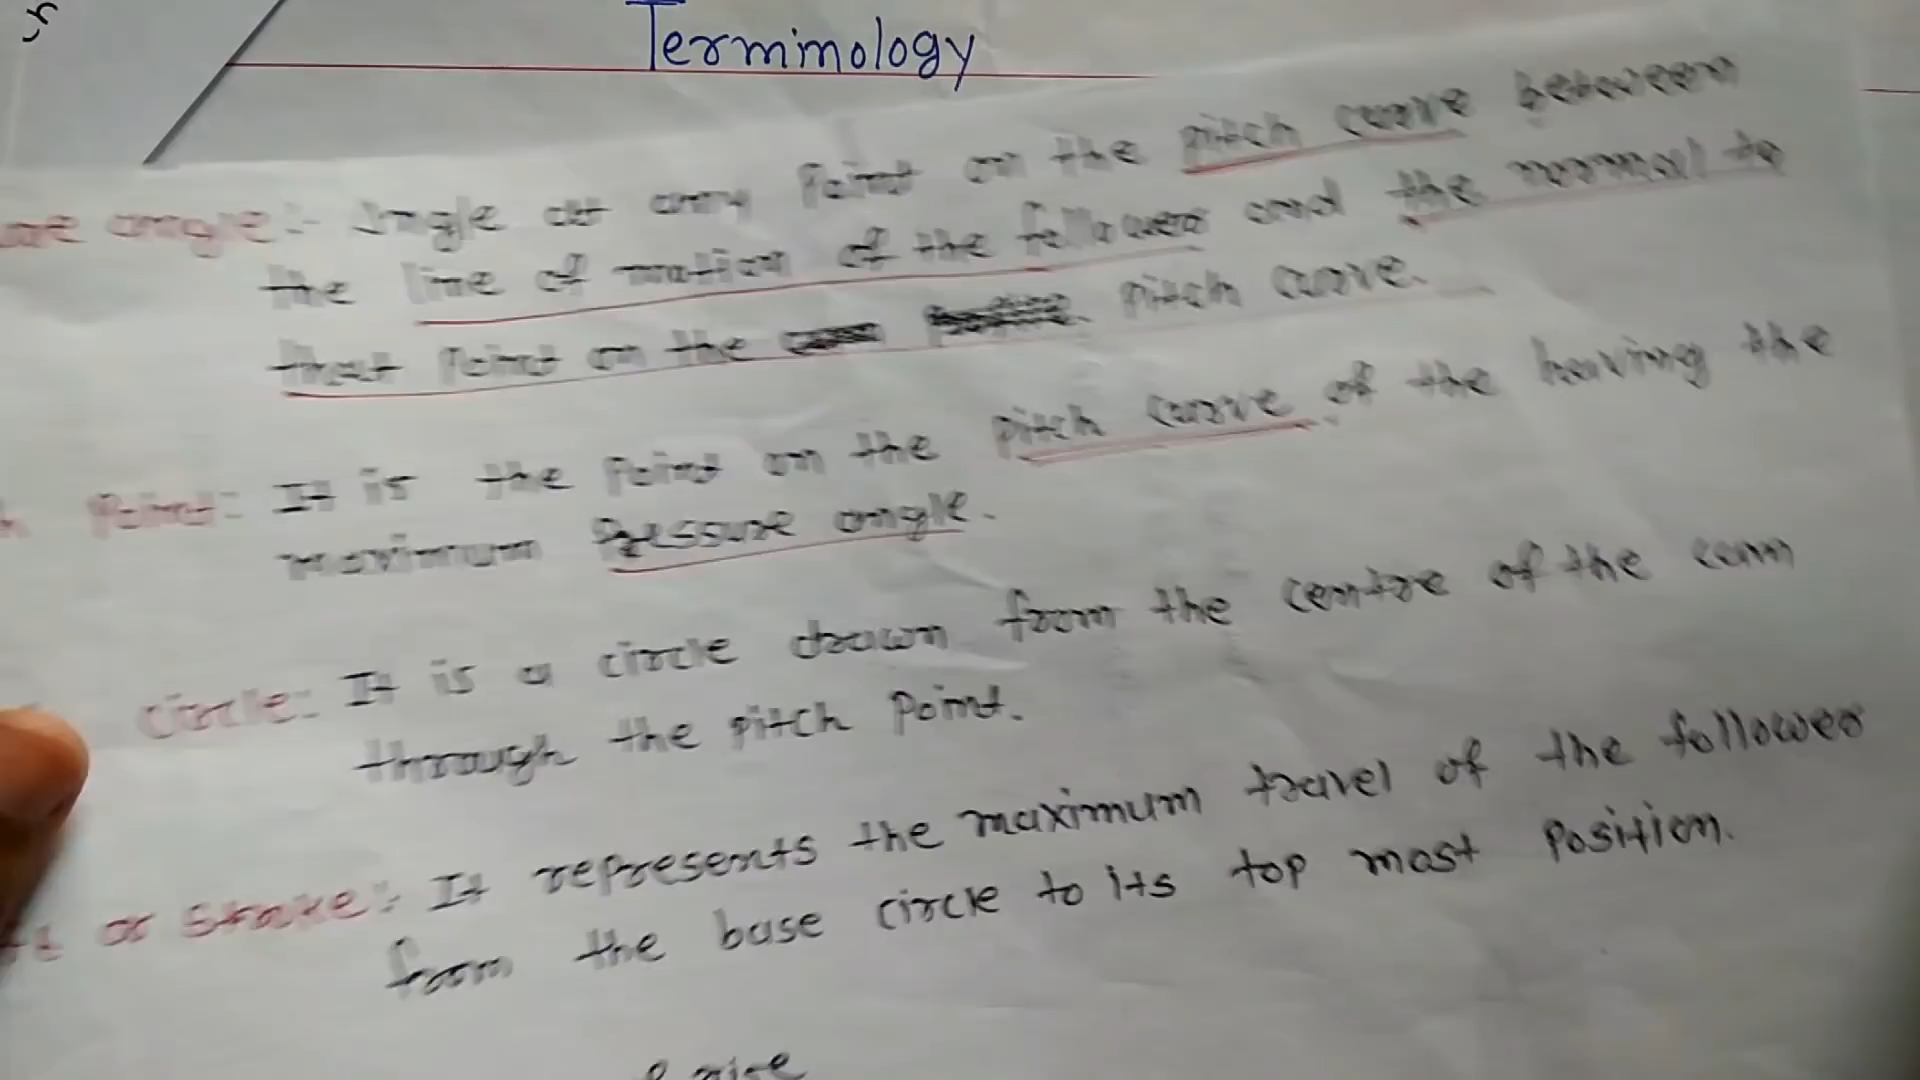 Terminology
angle:- Angle at any Point on the pitch curve between
the line of motion of the follower and the normal to
that Point on the pitch curve.
Point:- It is the Point on the pitch curve of the having the
maximum Pressure angle.
circle:- It is a circle drawn from the centre of the cam
through the pitch Point.
or Stroke:- It represents the maximum travel of the follower
from the base circle to its top most Position.